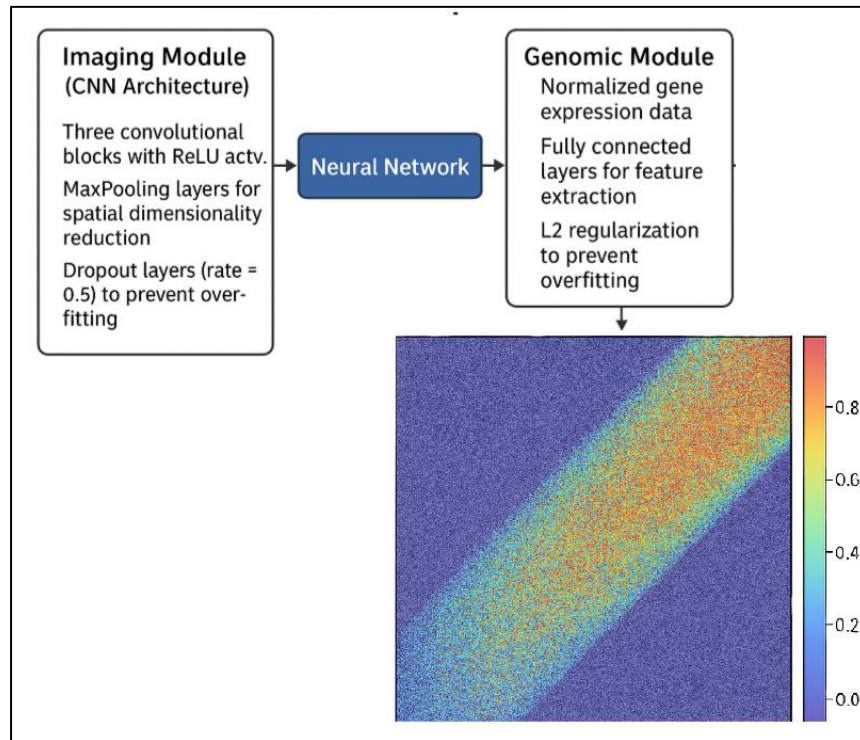 Imaging Module
(CNN Architecture)
Three convolutional
blocks with ReLU actv.
MaxPooling layers for
spatial dimensionality
reduction
Dropout layers (rate =
0.5) to prevent over-
fitting
Neural Network
Genomic Module
Normalized gene
expression data
Fully connected
layers for feature
extraction
L2 regularization
to prevent
overfitting
0.8
0.6
0.4
0.2
0.0